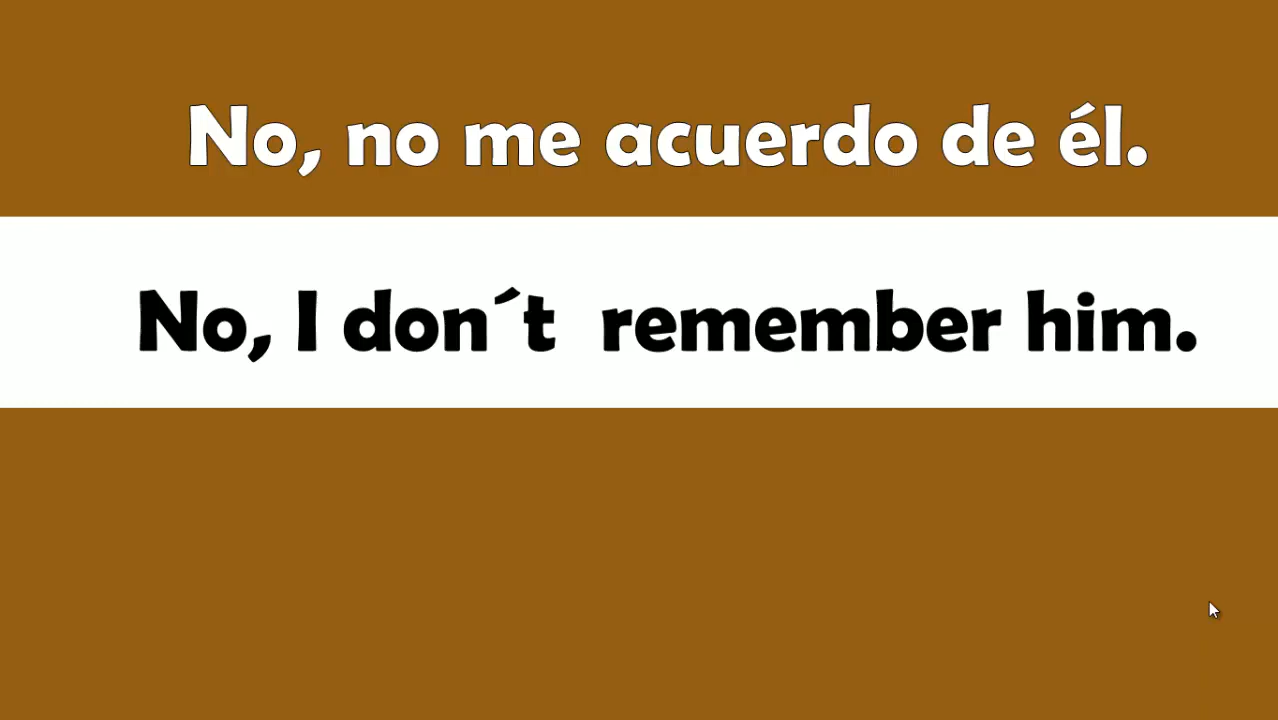 No, no me acuerdo de él.
No, I don´t  remember him.